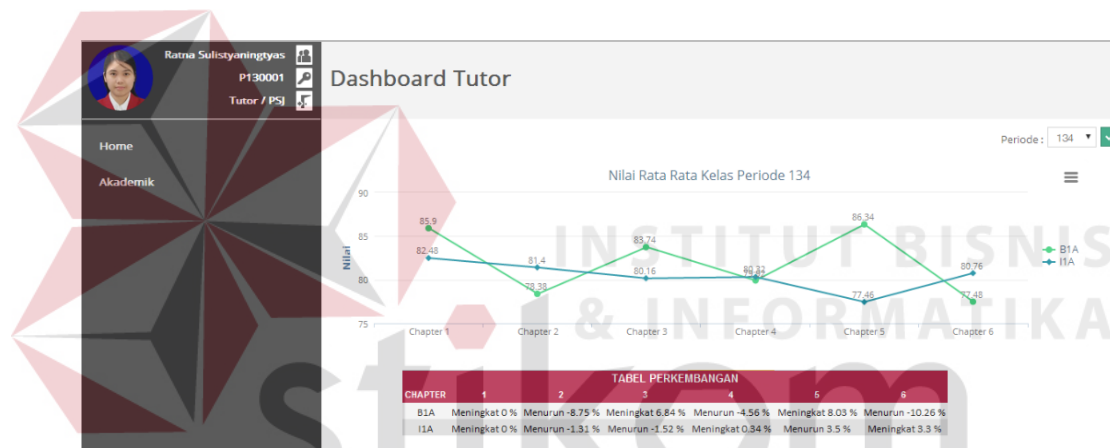 Ratna Sulistyaningtyas
P130001
Tutor / PSJ
Dashboard Tutor
Home
Akademik
Periode : 134
Nilai Rata Rata Kelas Periode 134
Nilai
90
85
80
75
85.9
82.48
78.38
81.4
83.74
80.16
80.33
86.34
77.46
80.76
77.48
Chapter 1 Chapter 2 Chapter 3 Chapter 4 Chapter 5 Chapter 6
B1A
I1A
INSTITUT BISNIS
& INFORMATIKA
stikom
TABEL PERKEMBANGAN
CHAPTER 1 2 3 4 5 6
B1A Meningkat 0 % Menurun -8.75 % Meningkat 6.84 % Menurun -4.56 % Meningkat 8.03 % Menurun -10.26 %
I1A Meningkat 0 % Menurun -1.31 % Menurun -1.52 % Meningkat 0.34 % Menurun 3.5 % Meningkat 3.3 %